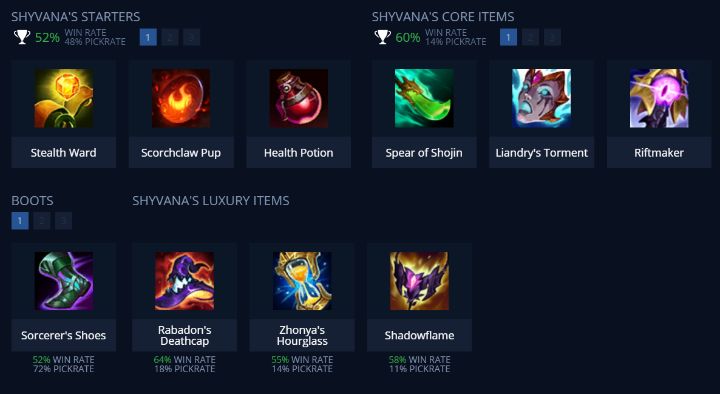 SHYVANA'S STARTERS
52% WIN RATE
48% PICKRATE
1 2 3
Stealth Ward
Scorchclaw Pup
Health Potion
SHYVANA'S CORE ITEMS
60% WIN RATE
14% PICKRATE
1 2 3
Spear of Shojin
Liandry's Torment
Riftmaker
BOOTS
1 2 3
Sorcerer's Shoes
52% WIN RATE
72% PICKRATE
SHYVANA'S LUXURY ITEMS
Rabadon's
Deathcap
64% WIN RATE
18% PICKRATE
Zhonya's
Hourglass
55% WIN RATE
14% PICKRATE
Shadowflame
58% WIN RATE
11% PICKRATE